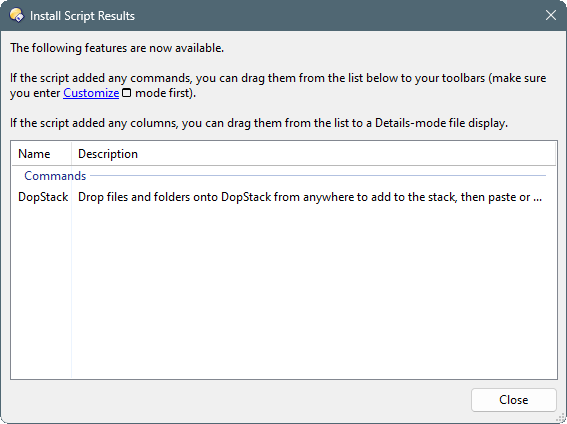 Install Script Results
The following features are now available.
If the script added any commands, you can drag them from the list below to your toolbars (make sure
you enter Customize mode first).
If the script added any columns, you can drag them from the list to a Details-mode file display.
Name Description
Commands
DopStack Drop files and folders onto DopStack from anywhere to add to the stack, then paste or ...
Close